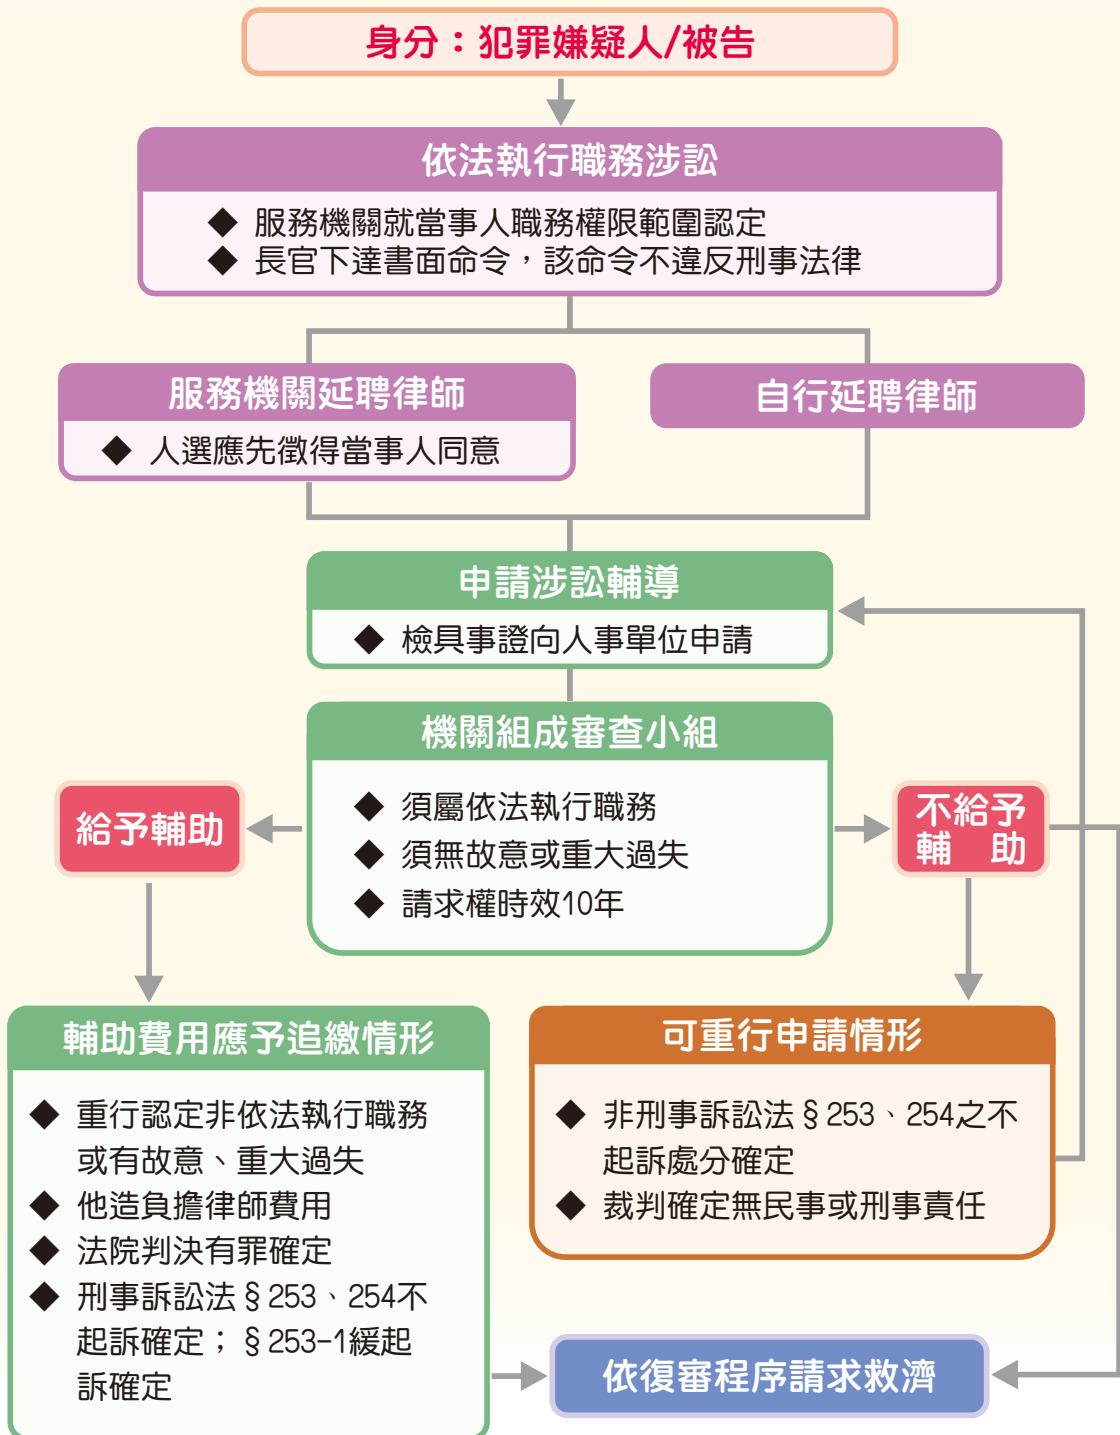 身分：犯罪嫌疑人/被告
依法執行職務涉訟
◆ 服務機關就當事人職務權限範圍認定
◆ 長官下達書面命令，該命令不違反刑事法律
服務機關延聘律師
◆ 人選應先徵得當事人同意
自行延聘律師
申請涉訟輔導
◆ 檢具事證向人事單位申請
機關組成審查小組
◆ 須屬依法執行職務
◆ 須無故意或重大過失
◆ 請求權時效10年
給予輔助
不給予
輔　助
輔助費用應予追繳情形
◆ 重行認定非依法執行職務
或有故意、重大過失
◆ 他造負擔律師費用
◆ 法院判決有罪確定
◆ 刑事訴訟法§253、254不
起訴確定；§253-1緩起
訴確定
可重行申請情形
◆ 非刑事訴訟法§253、254之不
起訴處分確定
◆ 裁判確定無民事或刑事責任
依復審程序請求救濟